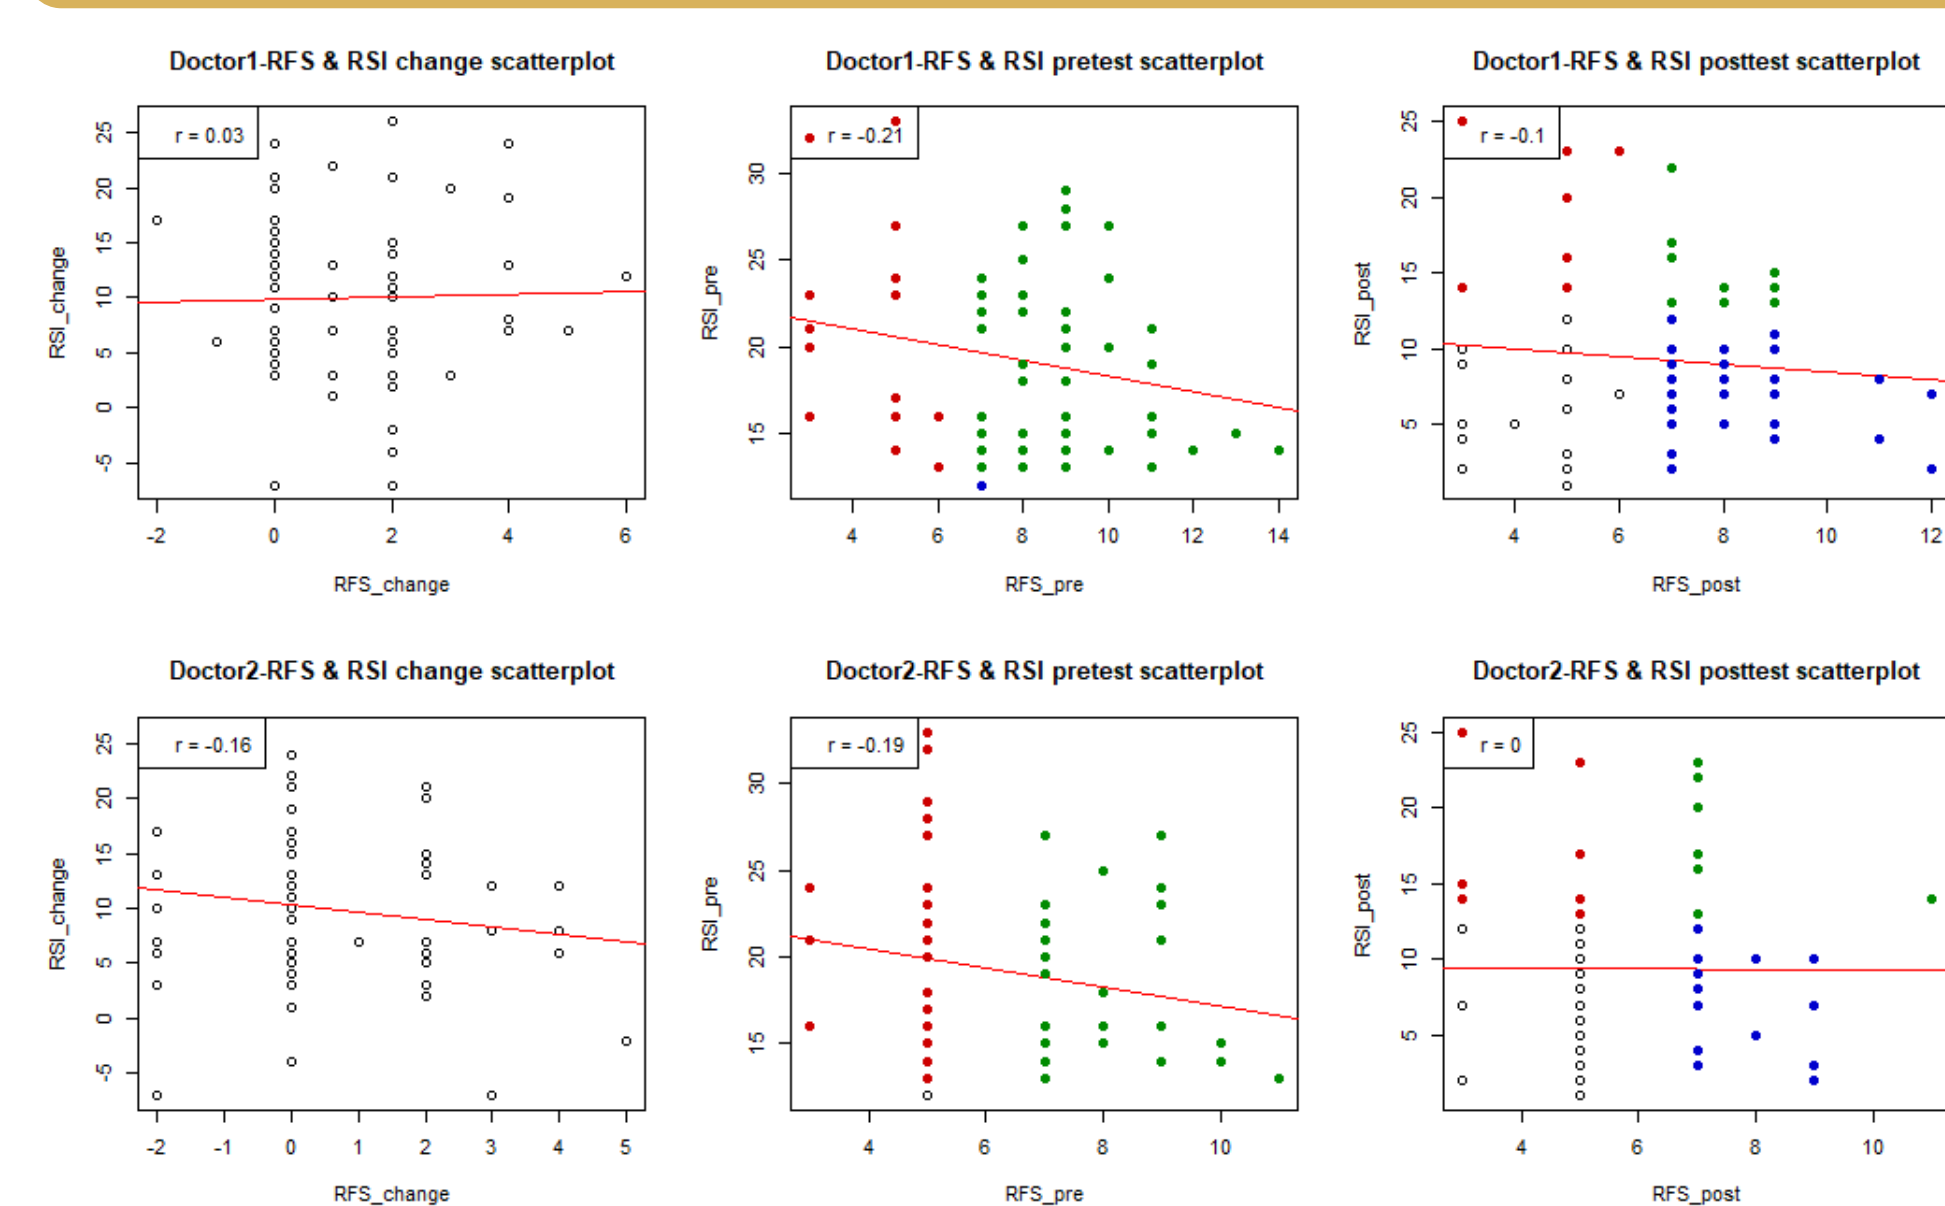 Doctor1-RFS & RSI change scatterplot
r = 0.03
25
20
15
10
5
0
-5
RSI_change
-2 0 2 4 6
RFS_change
Doctor1-RFS & RSI pretest scatterplot
r = -0.21
30
25
20
15
RSI_pre
4 6 8 10 12 14
RFS_pre
Doctor1-RFS & RSI posttest scatterplot
r = -0.1
25
20
15
10
5
RSI_post
4 6 8 10 12
RFS_post
Doctor2-RFS & RSI change scatterplot
r = -0.16
25
20
15
10
5
0
-5
RSI_change
-2 -1 0 1 2 3 4 5
RFS_change
Doctor2-RFS & RSI pretest scatterplot
r = -0.19
30
25
20
15
RSI_pre
4 6 8 10
RFS_pre
Doctor2-RFS & RSI posttest scatterplot
r = 0
25
20
15
10
5
RSI_post
4 6 8 10
RFS_post